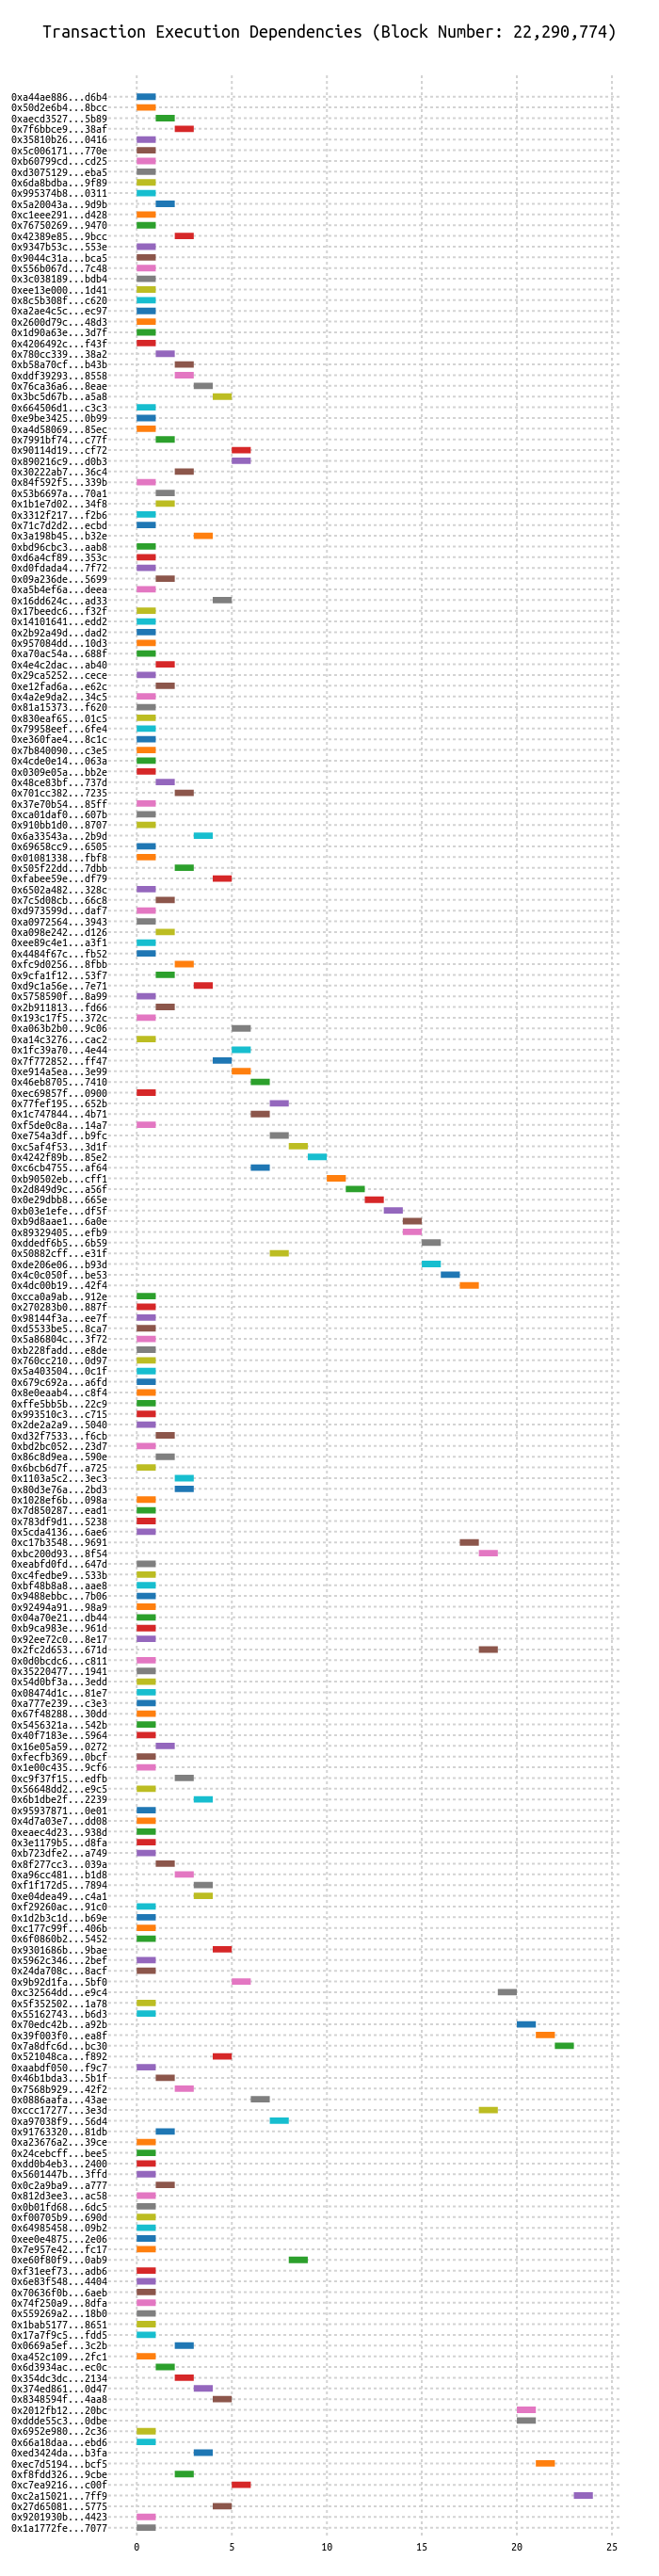 Transaction Execution Dependencies (Block Number: 22,290,774)
0xa44ae886...d6b4
0x50d2e6b4...8bcc
0xaecd3527...5b89
0x7f6bbce9...38af
0x35810b26...0416
0x5c006171...770e
0xb60799cd...cd25
0xd3075129...eba5
0x6da8bdba...9f89
0x995374b8...0311
0x5a20043a...9d9b
0xc1eee291...d428
0x76750269...9470
0x42389e85...9bcc
0x9347b53c...553e
0x9044c31a...bca5
0x556b067d...7c48
0x3c038189...bdb4
0xee13e000...1d41
0x8c5b308f...c620
0xa2ae4c5c...ec97
0x2600d79c...48d3
0x1d90a63e...3d7f
0x4206492c...f43f
0x780cc339...38a2
0xb58a70cf...b43b
0xddf39293...8558
0x76ca36a6...8eae
0x3bc5d67b...a5a8
0x664506d1...c3c3
0xe9be3425...0b99
0xa4d58069...85ec
0x7991bf74...c77f
0x90114d19...cf72
0x890216c9...d0b3
0x30222ab7...36c4
0x84f592f5...339b
0x53b6697a...70a1
0x1b1e7d02...34f8
0x3312f217...f2b6
0x71c7d2d2...ecbd
0x3a198b45...b32e
0xbd96cbc3...aab8
0xd6a4cf89...353c
0xd0fdada4...7f72
0x09a236de...5699
0xa5b4ef6a...deea
0x16dd624c...ad33
0x17beedc6...f32f
0x14101641...edd2
0x2b92a49d...dad2
0x957084dd...10d3
0xa70ac54a...688f
0x4e4c2dac...ab40
0x29ca5252...cece
0xe12fad6a...e62c
0x4a2e9da2...34c5
0x81a15373...f620
0x830eaf65...01c5
0x79958eef...6fe4
0xe360fae4...8c1c
0x7b840090...c3e5
0x4cde0e14...063a
0x0309e05a...bb2e
0x48ce83bf...737d
0x701cc382...7235
0x37e70b54...85ff
0xca01daf0...607b
0x910bb1d0...8707
0x6a33543a...2b9d
0x69658cc9...6505
0x01081338...fbf8
0x505f22dd...7dbb
0xfabee59e...df79
0x6502a482...328c
0x7c5d08cb...66c8
0xd973599d...daf7
0xa0972564...3943
0xa098e242...d126
0xee89c4e1...a3f1
0x4484f67c...fb52
0xfc9d0256...8fbb
0x9cfa1f12...53f7
0xd9c1a56e...7e71
0x5758590f...8a99
0x2b911813...fd66
0x193c17f5...372c
0xa063b2b0...9c06
0xa14c3276...cac2
0x1fc39a70...4e44
0x7f772852...ff47
0xe914a5ea...3e99
0x46eb8705...7410
0xec69857f...0900
0x77fef195...652b
0x1c747844...4b71
0xf5de0c8a...14a7
0xe754a3df...b9fc
0xc5af4f53...3d1f
0x4242f89b...85e2
0xc6cb4755...af64
0xb90502eb...cff1
0x2d849d9c...a56f
0x0e29dbb8...665e
0xb03e1efe...df5f
0xb9d8aae1...6a0e
0x89329405...efb9
0xddedf6b5...6b59
0x50882cff...e31f
0xde206e06...b93d
0x4c0c050f...be53
0x4dc00b19...42f4
0xcca0a9ab...912e
0x270283b0...887f
0x98144f3a...ee7f
0xd5533be5...8ca7
0x5a86804c...3f72
0xb228fadd...e8de
0x760cc210...0d97
0x5a403504...0c1f
0x679c692a...a6fd
0x8e0eaab4...c8f4
0xffe5bb5b...22c9
0x993510c3...c715
0x2de2a2a9...5040
0xd32f7533...f6cb
0xbd2bc052...23d7
0x86c8d9ea...590e
0x6bcb6d7f...a725
0x1103a5c2...3ec3
0x80d3e76a...2bd3
0x1028ef6b...098a
0x7d850287...ead1
0x783df9d1...5238
0x5cda4136...6ae6
0xc17b3548...9691
0xbc200d93...8f54
0xeabfd0fd...647d
0xc4fedbe9...533b
0xbf48b8a8...aae8
0x9488ebbc...7b06
0x92494a91...98a9
0x04a70e21...db44
0xb9ca983e...961d
0x92ee72c0...8e17
0x2fc2d653...671d
0x0d0bcdc6...c811
0x35220477...1941
0x54d0bf3a...3edd
0x08474d1c...81e7
0xa777e239...c3e3
0x67f48288...30dd
0x5456321a...542b
0x40f7183e...5964
0x16e05a59...0272
0xfecfb369...0bcf
0x1e00c435...9cf6
0xc9f37f15...edfb
0x56648dd2...e9c5
0x6b1dbe2f...2239
0x95937871...0e01
0x4d7a03e7...dd08
0xeaec4d23...938d
0x3e1179b5...d8fa
0xb723dfe2...a749
0x8f277cc3...039a
0xa96cc481...b1d8
0xf1f172d5...7894
0xe04dea49...c4a1
0xf29260ac...91c0
0x1d2b3c1d...b69e
0xc177c99f...406b
0x6f0860b2...5452
0x9301686b...9bae
0x5962c346...2bef
0x24da708c...8acf
0x9b92d1fa...5bf0
0xc32564dd...e9c4
0x5f352502...1a78
0x55162743...b6d3
0x70edc42b...a92b
0x39f003f0...ea8f
0x7a8dfc6d...bc30
0x521048ca...f892
0xaabdf050...f9c7
0x46b1bda3...5b1f
0x7568b929...42f2
0x0886aafa...43ae
0xccc17277...3e3d
0xa97038f9...56d4
0x91763320...81db
0xa23676a2...39ce
0x24cebcff...bee5
0xdd0b4eb3...2400
0x5601447b...3ffd
0x0c2a9ba9...a777
0x812d3ee3...ac58
0x0b01fd68...6dc5
0xf00705b9...690d
0x64985458...09b2
0xee0e4875...2e06
0x7e957e42...fc17
0xe60f80f9...0ab9
0xf31eef73...adb6
0x6e83f548...4404
0x70636f0b...6aeb
0x74f250a9...8dfa
0x559269a2...18b0
0x1bab5177...8651
0x17a7f9c5...fdd5
0x0669a5ef...3c2b
0xa452c109...2fc1
0x6d3934ac...ec0c
0x354dc3dc...2134
0x374ed861...0d47
0x8348594f...4aa8
0x2012fb12...20bc
0xddde55c3...0dbe
0x6952e980...2c36
0x66a18daa...ebd6
0xed3424da...b3fa
0xec7d5194...bcf5
0xf8fdd326...9cbe
0xc7ea9216...c00f
0xc2a15021...7ff9
0x27d65081...5775
0x9201930b...4423
0x1a1772fe...7077
0 5 10 15 20 25